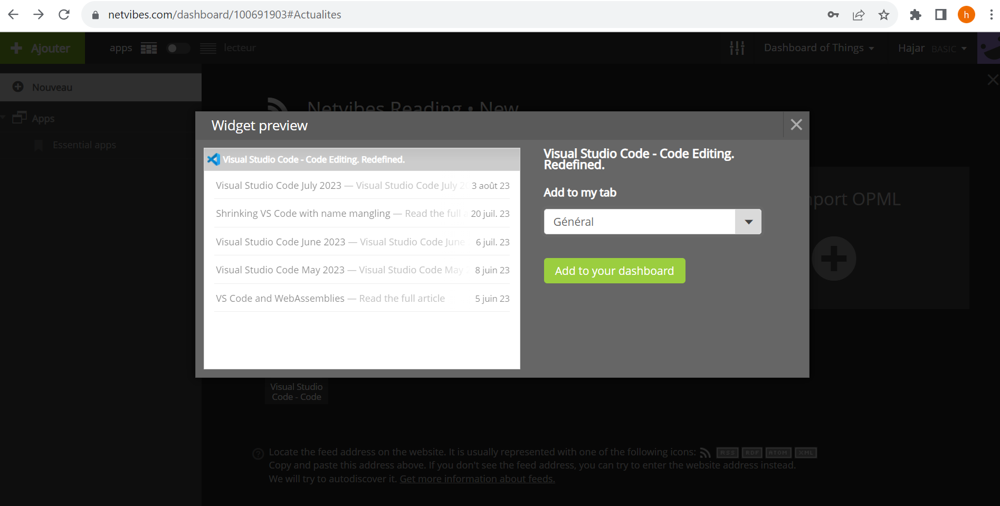 netvibes.com/dashboard/100691903#Actualites
h
Ajouter
apps
lecteur
Dashboard of Things
Hajar BASIC
Nouveau
Apps
Essential apps
Netvibes Reading • New
Widget preview
Visual Studio Code - Code Editing. Redefined.
Visual Studio Code July 2023 — Visual Studio Code July 3 août 23
Shrinking VS Code with name mangling — Read the full 20 juil. 23
Visual Studio Code June 2023 — Visual Studio Code June 6 juil. 23
Visual Studio Code May 2023 — Visual Studio Code May 8 juin 23
VS Code and WebAssemblies — Read the full article 5 juin 23
Visual Studio Code - Code Editing.
Redefined.
Add to my tab
Général
Add to your dashboard
port OPML
Visual Studio
Code - Code
Locate the feed address on the website. It is usually represented with one of the following icons: RSS RDF ATOM XML
Copy and paste this address above. If you don't see the feed address, you can try to enter the website address instead.
We will try to autodiscover it. Get more information about feeds.